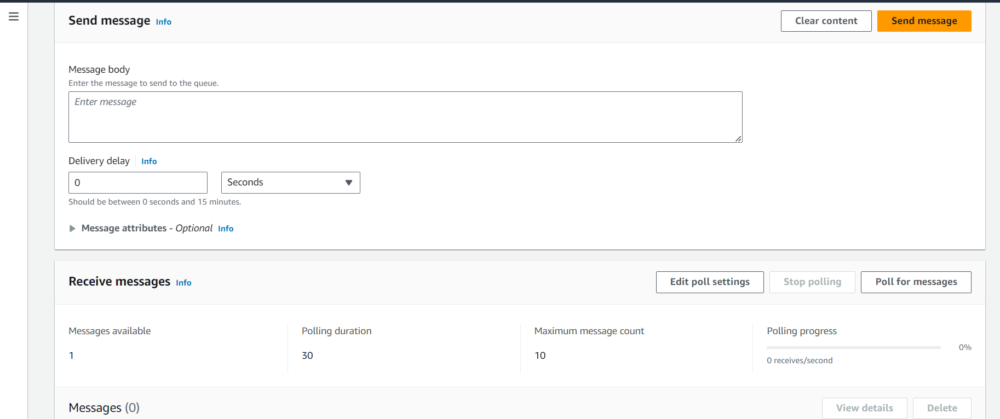 Send message Info
Clear content
Send message
Message body
Enter the message to send to the queue.
Enter message
Delivery delay Info
0
Seconds
Should be between 0 seconds and 15 minutes.
Message attributes - Optional Info
Receive messages Info
Edit poll settings
Stop polling
Poll for messages
Messages available
1
Polling duration
30
Maximum message count
10
Polling progress
0%
0 receives/second
Messages (0)
View details
Delete